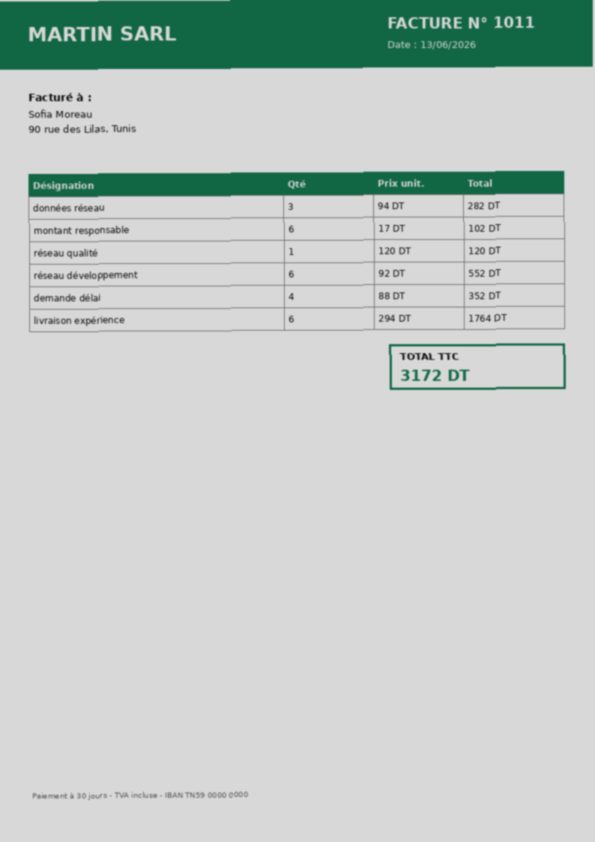 MARTIN SARL
FACTURE N° 1011
Date : 13/06/2026
Facturé à :
Sofia Moreau
90 rue des Lilas, Tunis
Désignation Qté Prix unit. Total
données réseau 3 94 DT 282 DT
montant responsable 6 17 DT 102 DT
réseau qualité 1 120 DT 120 DT
réseau développement 6 92 DT 552 DT
demande délai 4 88 DT 352 DT
livraison expérience 6 294 DT 1764 DT
TOTAL TTC
3172 DT
Paiement à 30 jours - TVA incluse - IBAN TN59 0000 0000